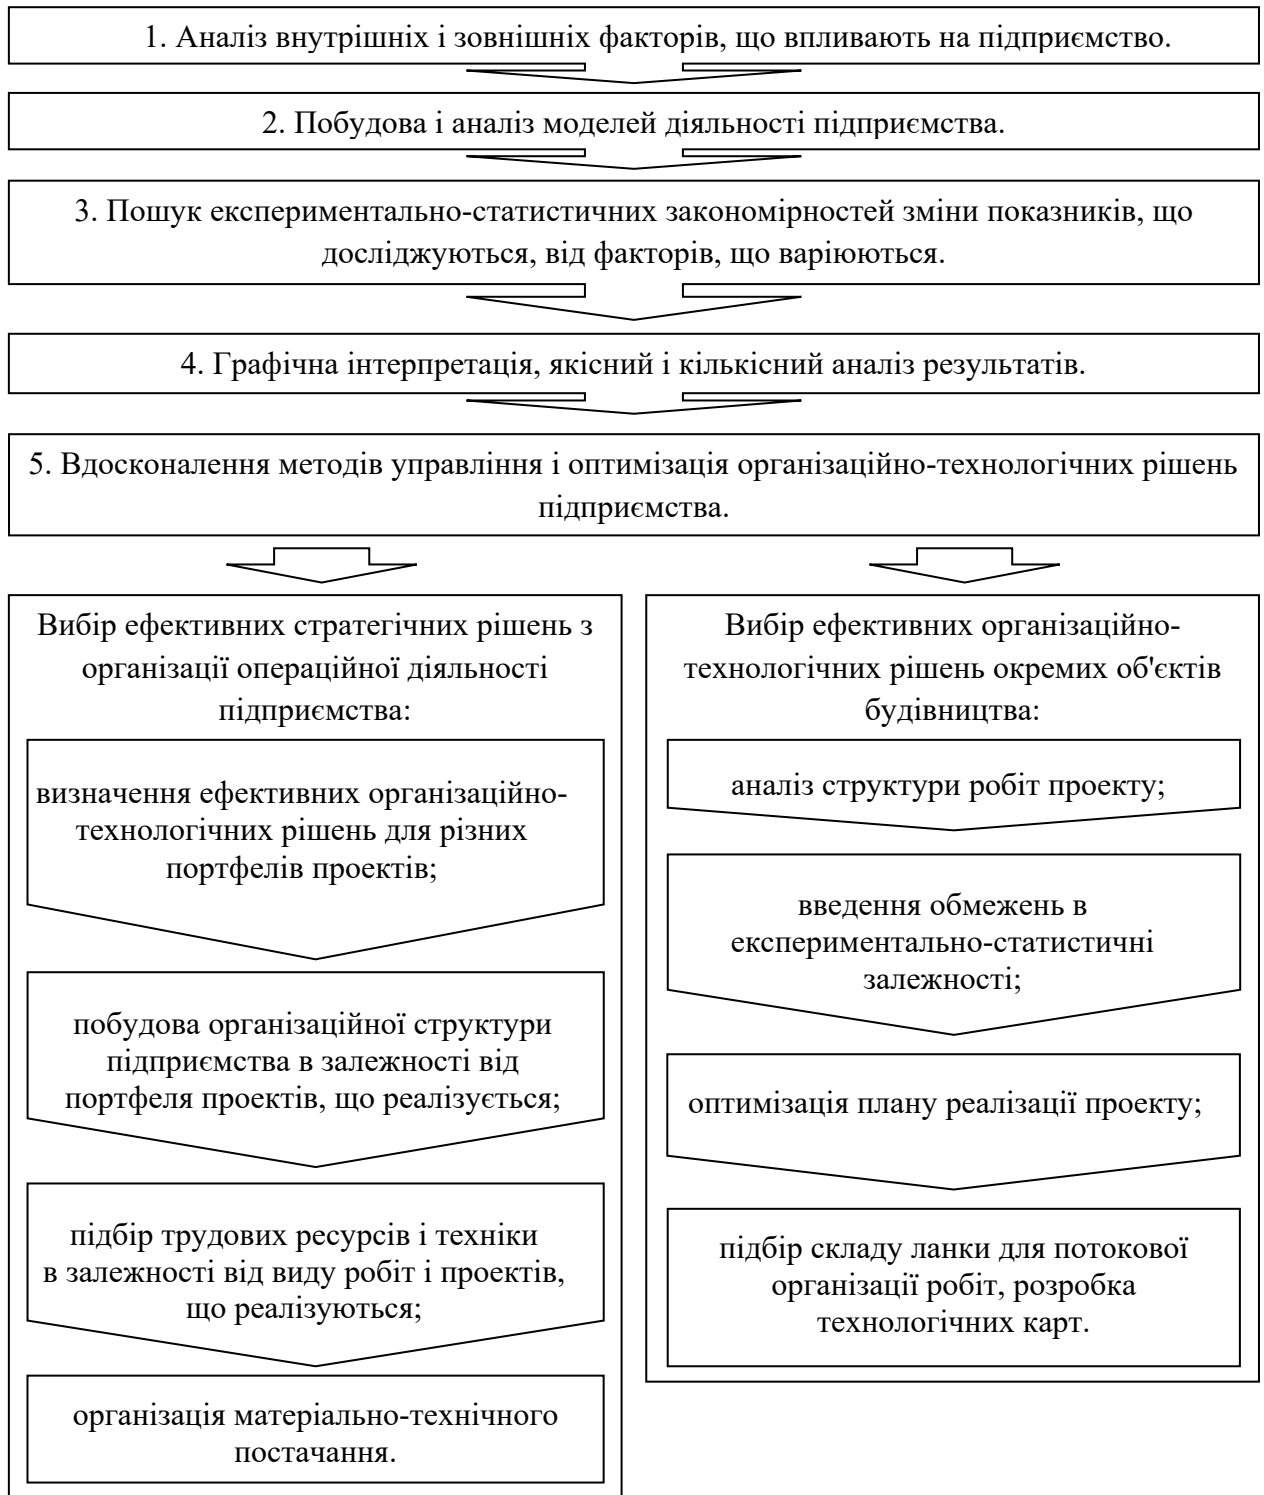 1. Аналіз внутрішніх і зовнішніх факторів, що впливають на підприємство.
2. Побудова і аналіз моделей діяльності підприємства.
3. Пошук експериментально-статистичних закономірностей зміни показників, що
досліджуються, від факторів, що варіюються.
4. Графічна інтерпретація, якісний і кількісний аналіз результатів.
5. Вдосконалення методів управління і оптимізація організаційно-технологічних рішень
підприємства.
Вибір ефективних стратегічних рішень з
організації операційної діяльності
підприємства:
визначення ефективних організаційно-
технологічних рішень для різних
портфелів проектів;
побудова організаційної структури
підприємства в залежності від
портфеля проектів, що реалізується;
підбір трудових ресурсів і техніки
в залежності від виду робіт і проектів,
що реалізуються;
організація матеріально-технічного
постачання.
Вибір ефективних організаційно-
технологічних рішень окремих об'єктів
будівництва:
аналіз структури робіт проекту;
введення обмежень в
експериментально-статистичні
залежності;
оптимізація плану реалізації проекту;
підбір складу ланки для потокової
організації робіт, розробка
технологічних карт.